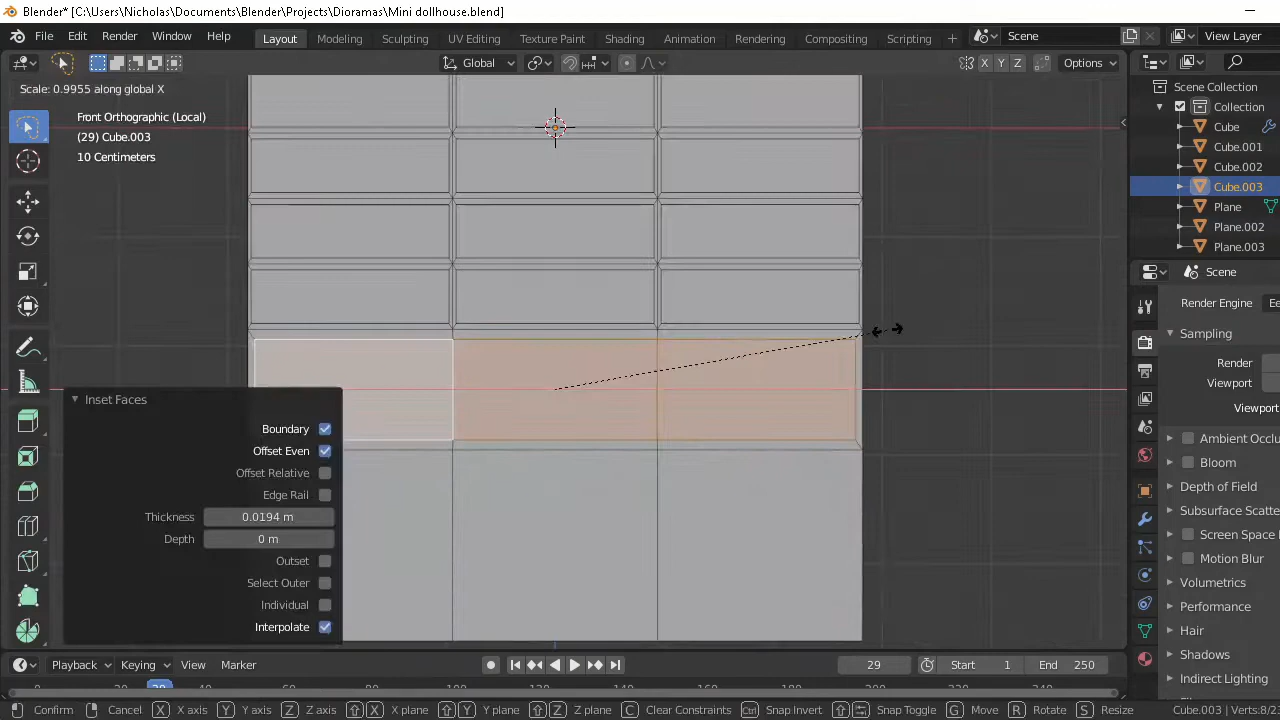 Blender* [C:\Users\Nicholas\Documents\Blender\Projects\Dioramas\Mini dollhouse.blend]
File Edit Render Window Help Layout Modeling Sculpting UV Editing Texture Paint Shading Animation Rendering Compositing Scripting Scene View Layer
Global X Y Z Options
Scale: 0.9955 along global X
Scene Collection
Front Orthographic (Local)
Collection
(29) Cube.003
Cube
10 Centimeters
Cube.001
Cube.002
Cube.003
Plane
Plane.002
Plane.003
Scene
Render Engine
Sampling
Render
Viewport
Inset Faces
Viewport
Boundary
Ambient Occlu
Offset Even
Bloom
Offset Relative
Depth of Field
Edge Rail
Subsurface Scatte
Thickness 0.0194 m
Screen Space
Depth 0 m
Motion Blur
Outset
Volumetrics
Select Outer
Performance
Individual
Interpolate
Hair
Shadows
Playback Keying View Marker 29 Start 1 End 250
Indirect Lighting
Confirm Cancel X X axis Y Y axis Z Z axis X X plane Y Y plane Z Z plane C Clear Constraints Ctrl Snap Invert Snap Toggle G Move R Rotate S Resize Cube.003 | Verts:8/23